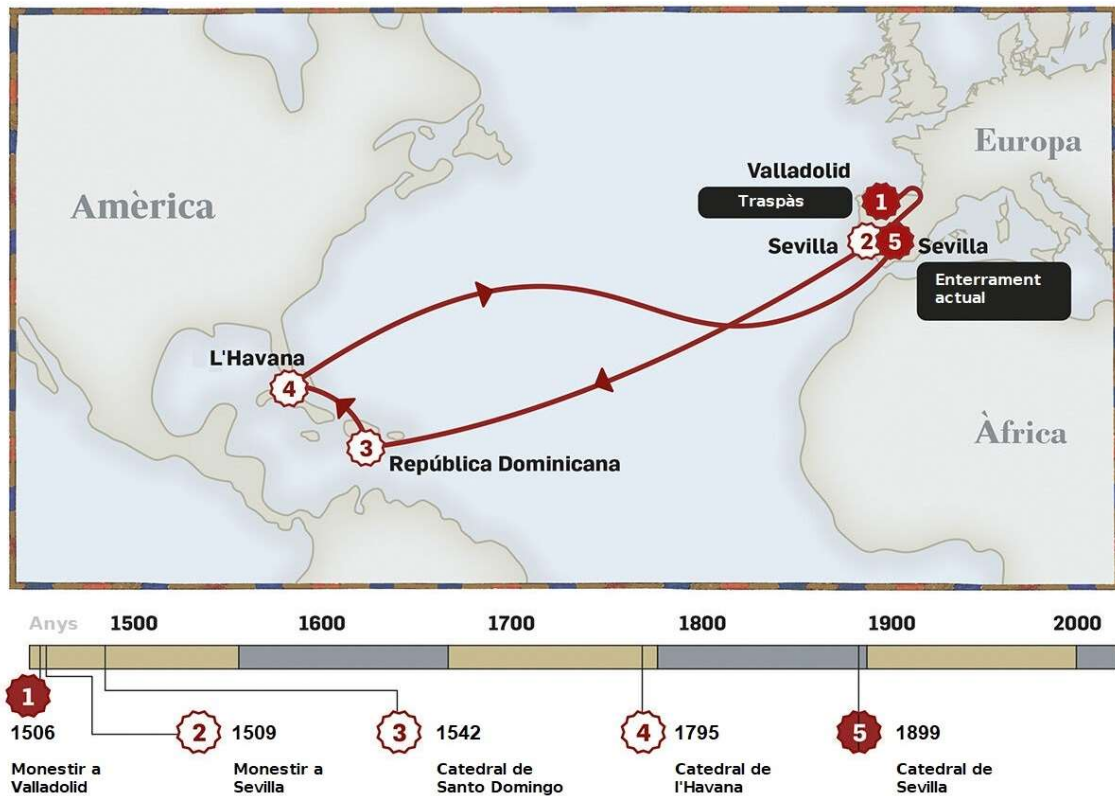 Amèrica
Europa
Valladolid
Traspàs
1
Sevilla
2
5
Sevilla
Enterrament
actual
L'Havana
4
3
República Dominicana
Àfrica
Anys
1500
1600
1700
1800
1900
2000
1
1506
Monestir a
Valladolid
2
1509
Monestir a
Sevilla
3
1542
Catedral de
Santo Domingo
4
1795
Catedral de
l'Havana
5
1899
Catedral de
Sevilla